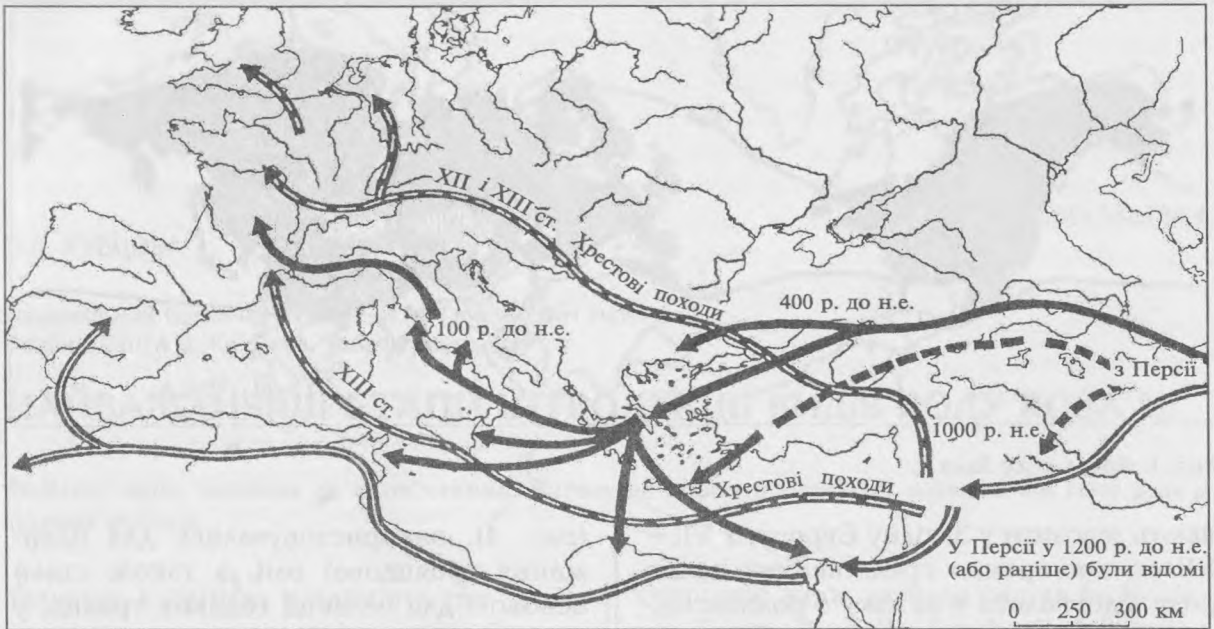 XII і XIII ст. Хрестові походи
400 р. до н.е.
100 р. до н.е.
з Персії
XIII ст.
1000 р. н.е.
Хрестові походи
У Персії у 1200 р. до н.е.
(або раніше) були відомі
0 250 300 км